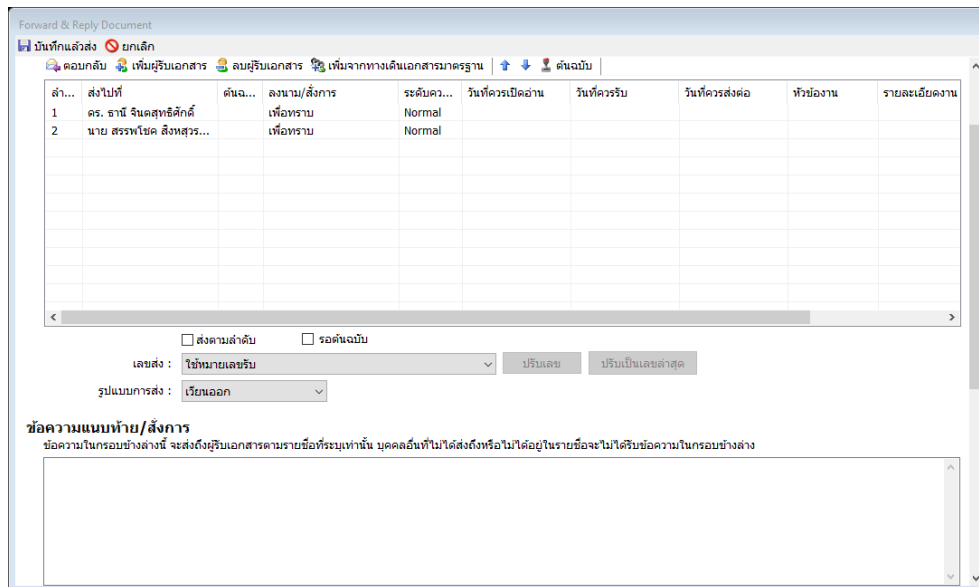 Forward & Reply Document
บันทึกแล้วส่ง ยกเลิก
ตอบกลับ เพิ่มผู้รับเอกสาร ลบผู้รับเอกสาร เพิ่มจากทางเดินเอกสารมาตรฐาน ต้นฉบับ
ลำ... ส่งไปที่ ต้นฉ... ลงนาม/สั่งการ ระดับคว... วันที่ควรเปิดอ่าน วันที่ควรรับ วันที่ควรส่งต่อ หัวข้องาน รายละเอียดงาน
1 ดร. ธานี จินตสุทธิศักดิ์ เพื่อทราบ Normal
2 นาย สรรพโชค สิงหสุวร... เพื่อทราบ Normal
ส่งตามลำดับ รอต้นฉบับ
เลขส่ง : ใช้หมายเลขรับ ปรับเลข ปรับเป็นเลขล่าสุด
รูปแบบการส่ง : เวียนออก
ข้อความแนบท้าย/สั่งการ
ข้อความในกรอบข้างล่างนี้ จะส่งถึงผู้รับเอกสารตามรายชื่อที่ระบุเท่านั้น บุคคลอื่นที่ไม่ได้ส่งถึงหรือไม่ได้อยู่ในรายชื่อจะไม่ได้รับข้อความในกรอบข้างล่าง